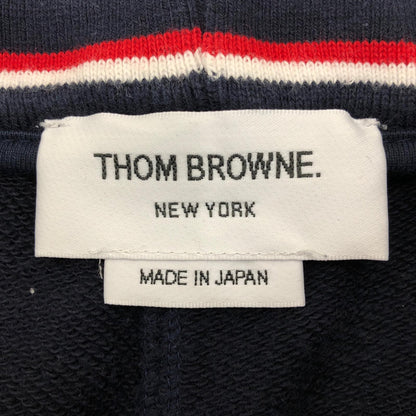 THOM BROWNE.
NEW YORK
MADE IN JAPAN